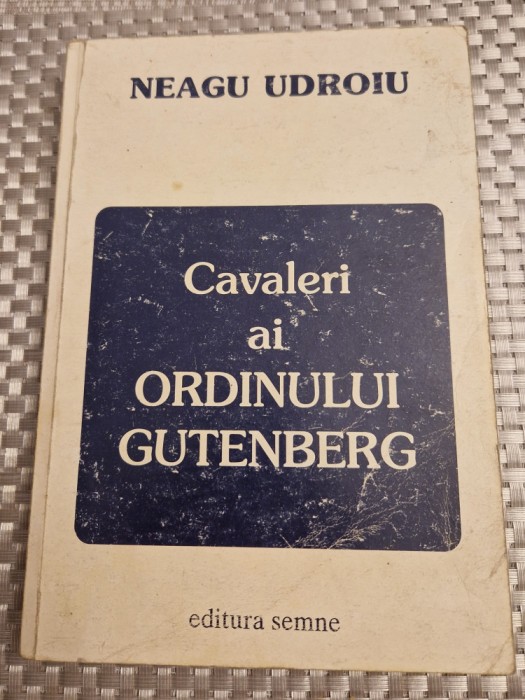 NEAGU UDROIU
Cavaleri
ai
ORDINULUI
GUTENBERG
editura semne